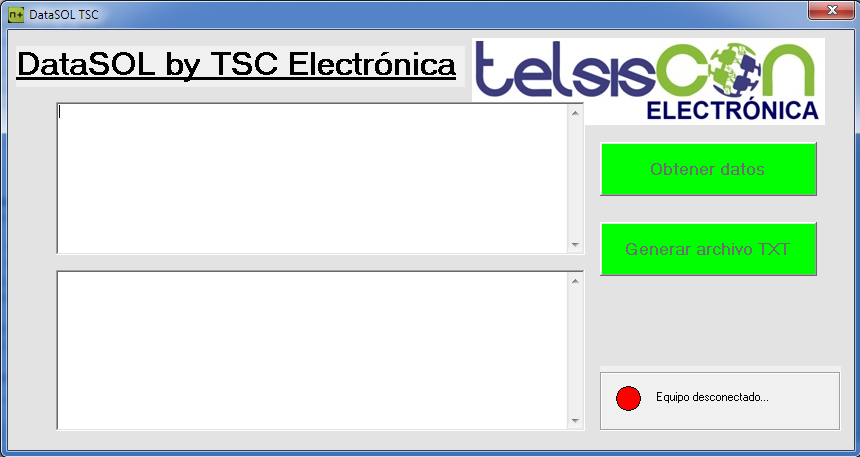 DataSOL TSC
DataSOL by TSC Electrónica
telsiscon
ELECTRÓNICA
Obtener datos
Generar archivo TXT
Equipo desconectado...